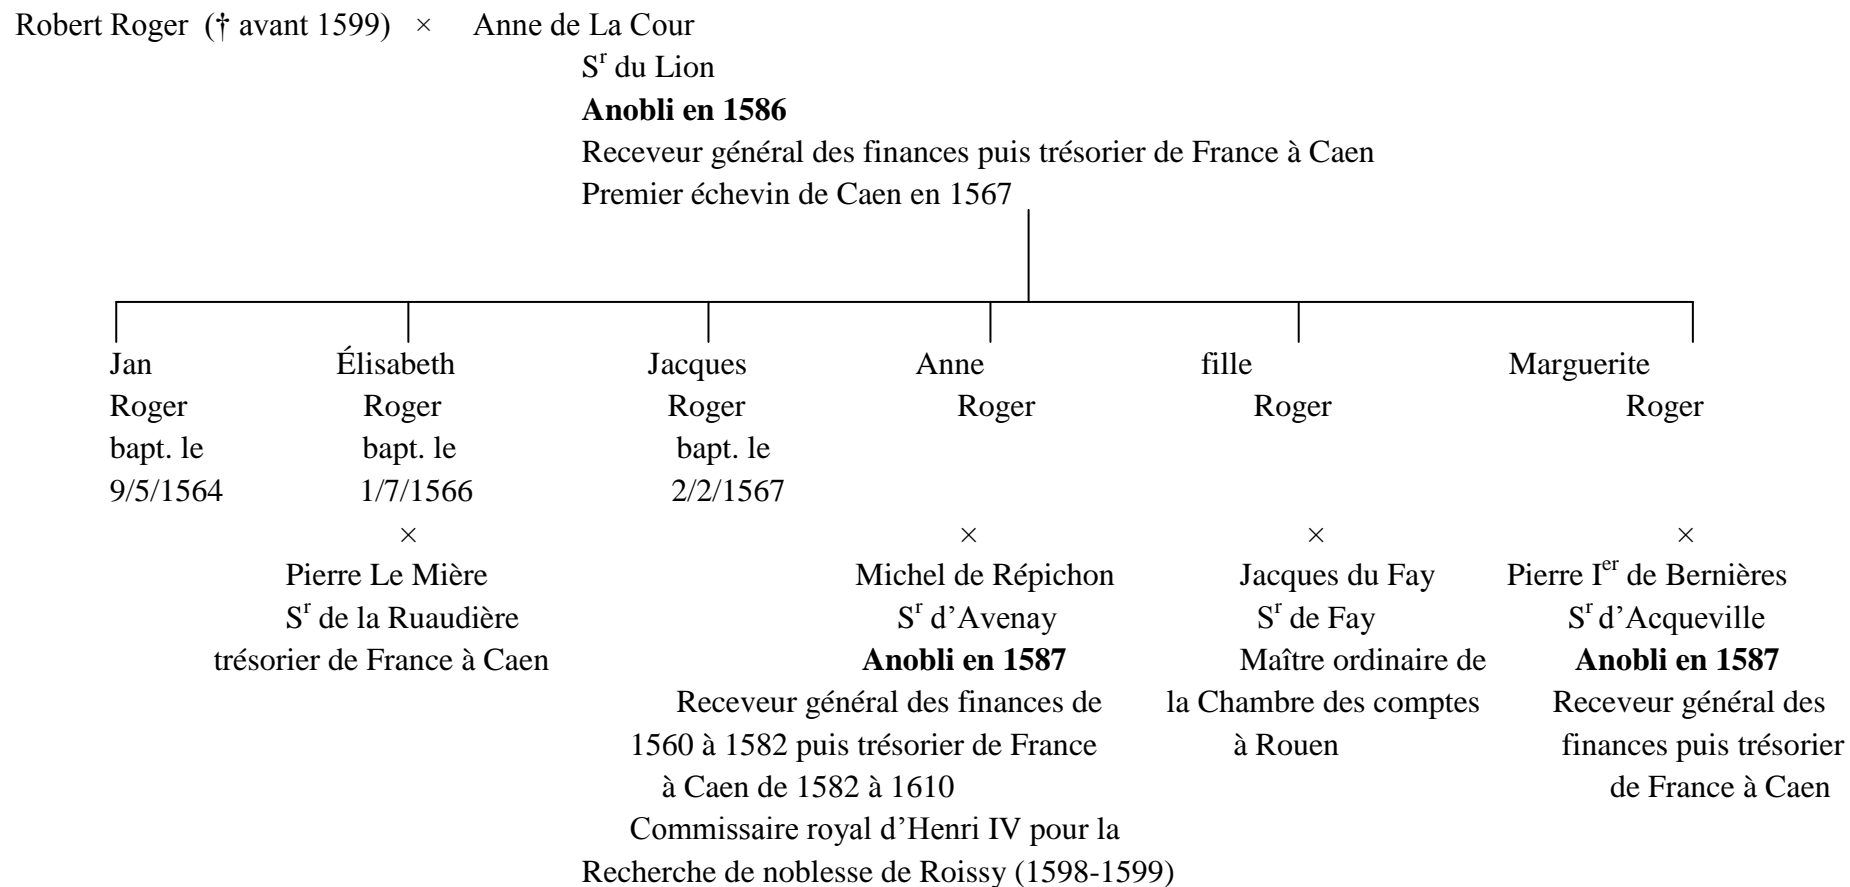 Robert Roger († avant 1599) × Anne de La Cour
Sr du Lion
Anobli en 1586
Receveur général des finances puis trésorier de France à Caen
Premier échevin de Caen en 1567
Jan Élisabeth Jacques Anne fille Marguerite
Roger Roger Roger Roger Roger Roger
bapt. le bapt. le bapt. le
9/5/1564 1/7/1566 2/2/1567
× × × ×
Pierre Le Mière Michel de Répichon Jacques du Fay Pierre Ier de Bernières
Sr de la Ruaudière Sr d’Avenay Sr de Fay Sr d’Acqueville
trésorier de France à Caen Anobli en 1587 Maître ordinaire de Anobli en 1587
Receveur général des finances de la Chambre des comptes Receveur général des
1560 à 1582 puis trésorier de France à Rouen finances puis trésorier
à Caen de 1582 à 1610 de France à Caen
Commissaire royal d’Henri IV pour la
Recherche de noblesse de Roissy (1598-1599)